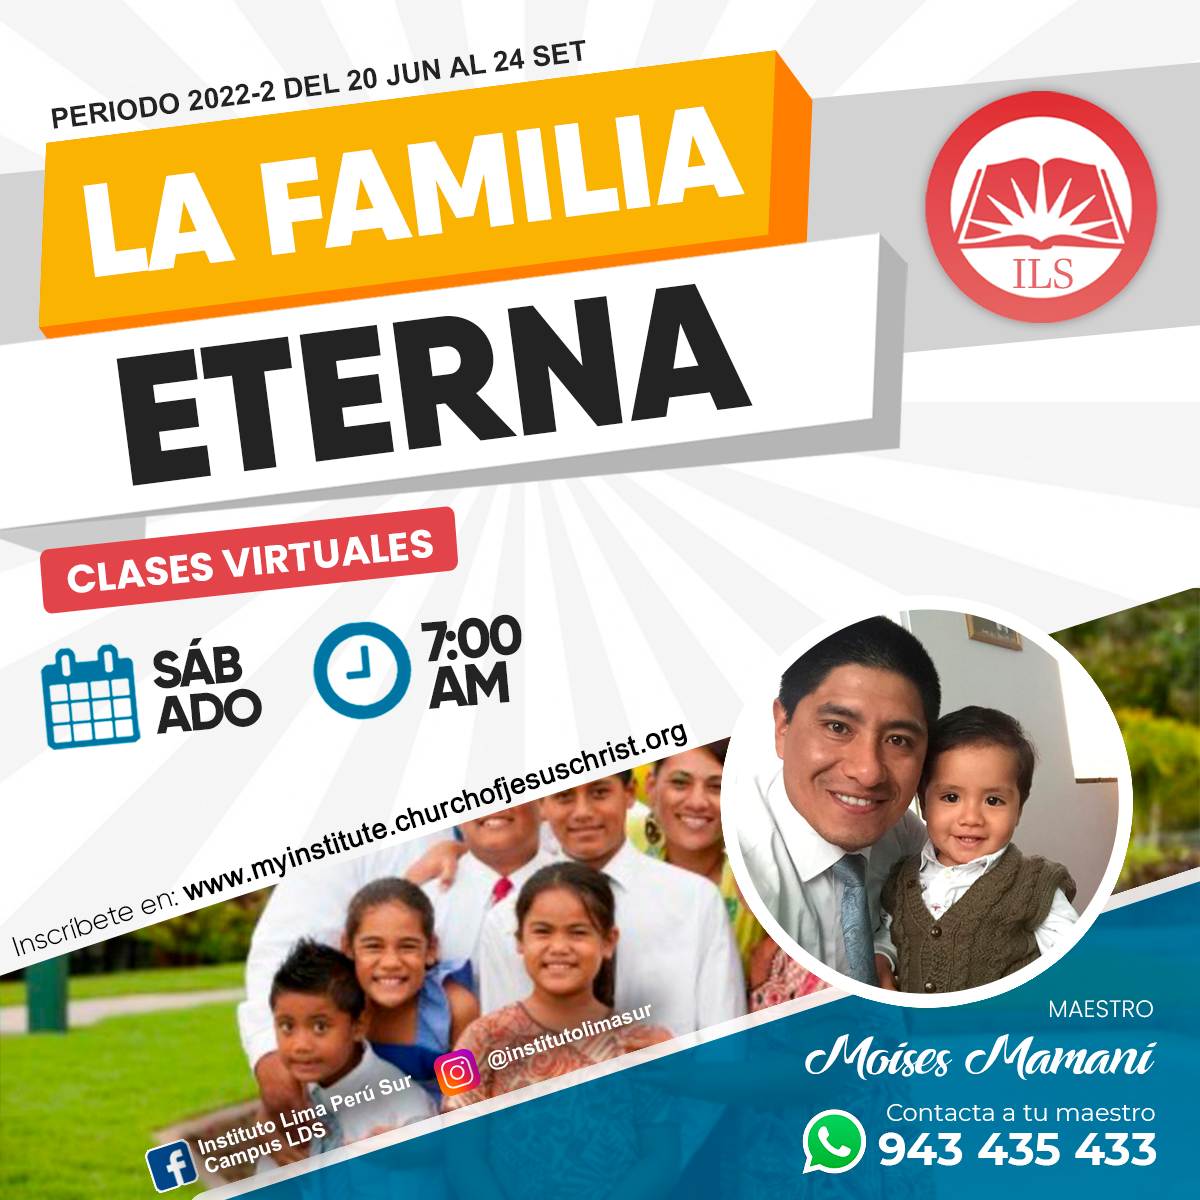 PERIODO 2022-2 DEL 20 JUN AL 24 SET
LA FAMILIA
ETERNA
ILS
CLASES VIRTUALES
SÁB
ADO
7:00
AM
Inscríbete en: www.myinstitute.churchofjesuschrist.org
MAESTRO
Moises Mamani
Contacta a tu maestro
943 435 433
@institutolimasur
Instituto Lima Perú Sur
Campus LDS